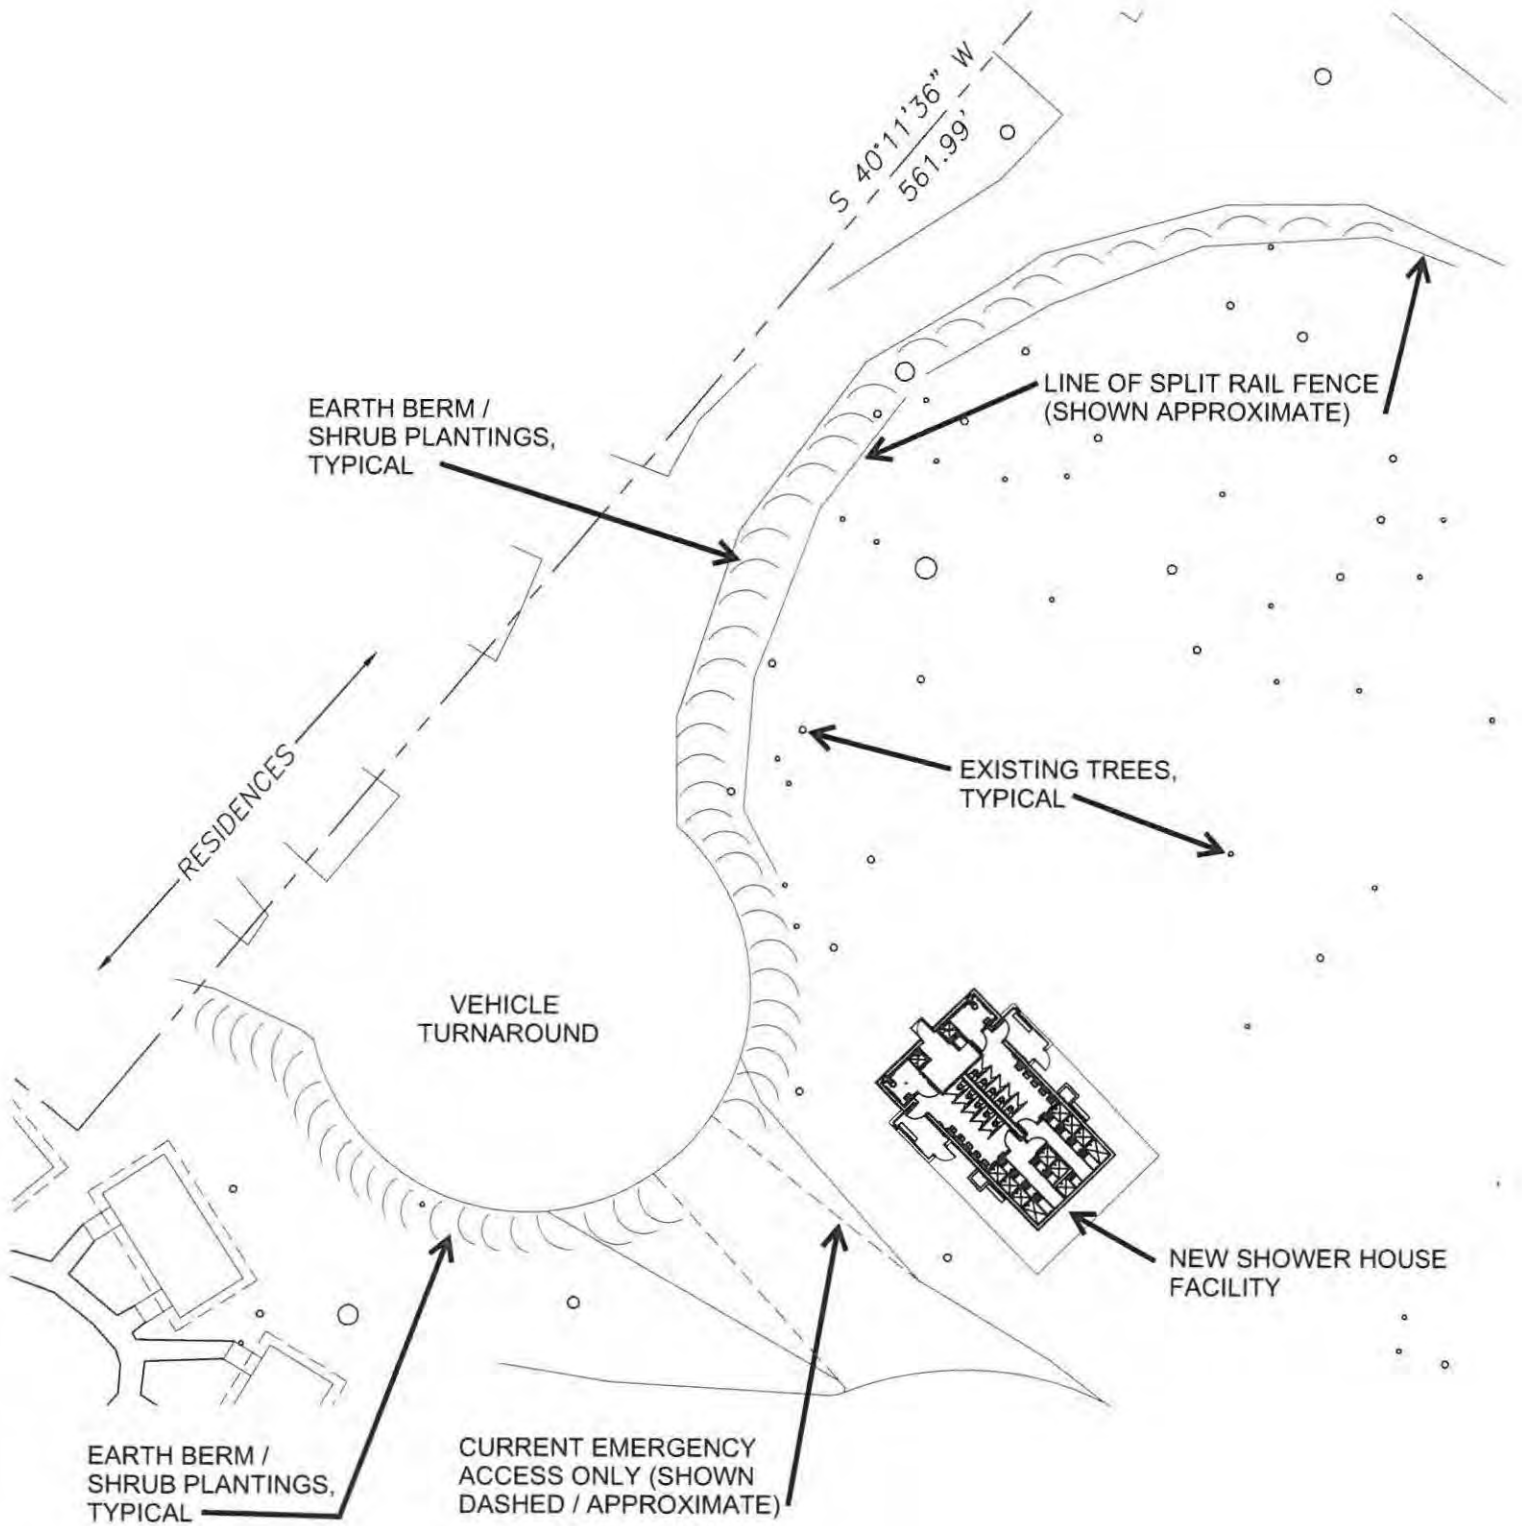 S 40°11'36" W
561.99'
LINE OF SPLIT RAIL FENCE
(SHOWN APPROXIMATE)
EARTH BERM /
SHRUB PLANTINGS,
TYPICAL
RESIDENCES
EXISTING TREES,
TYPICAL
VEHICLE
TURNAROUND
NEW SHOWER HOUSE
FACILITY
EARTH BERM /
SHRUB PLANTINGS,
TYPICAL
CURRENT EMERGENCY
ACCESS ONLY (SHOWN
DASHED / APPROXIMATE)